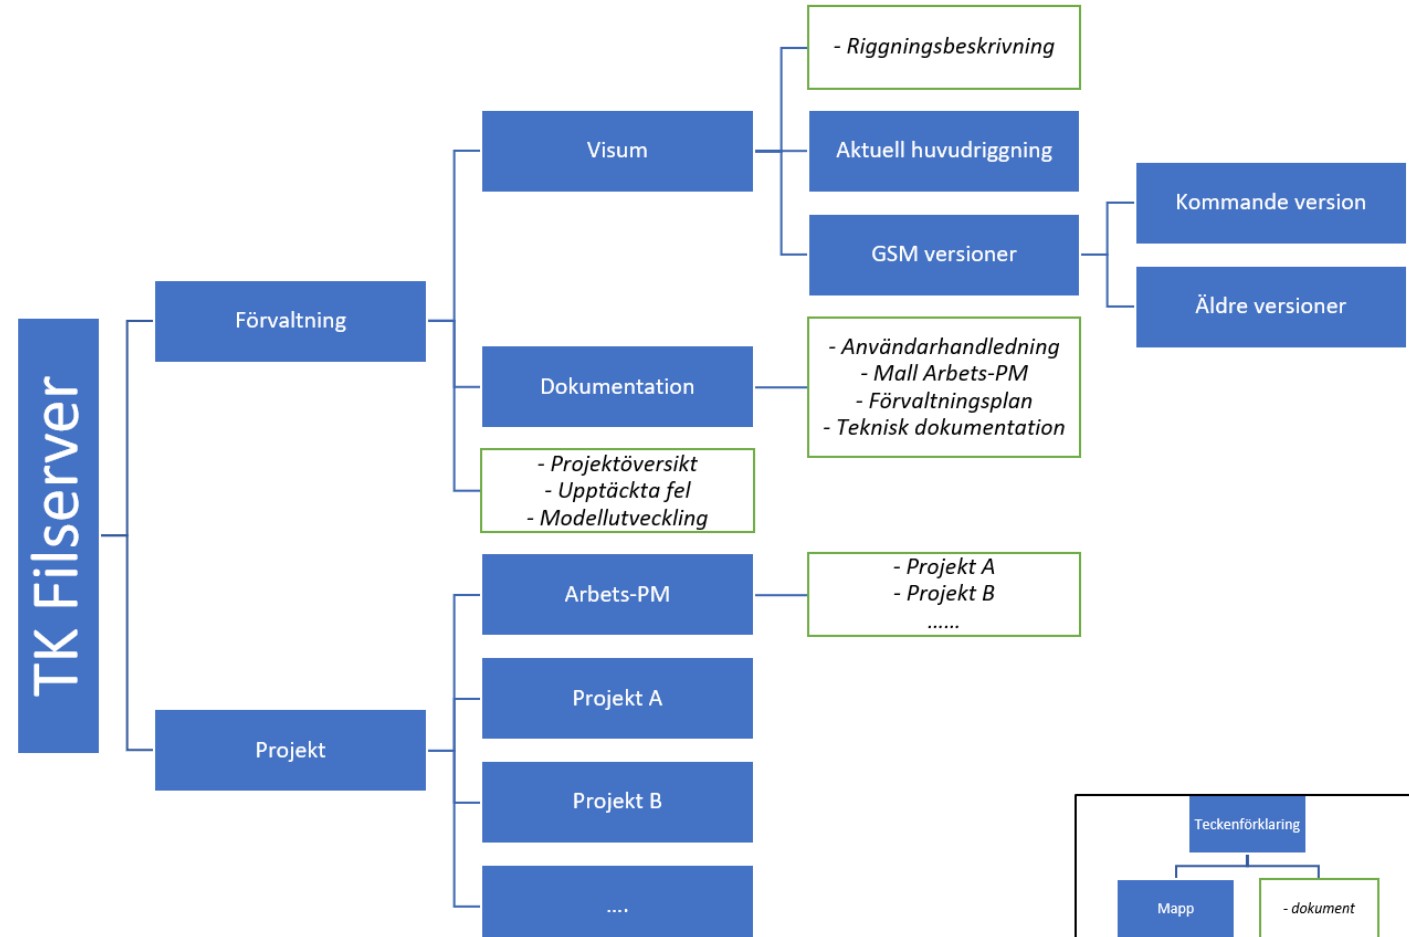 TK Filserver
Förvaltning
Visum
- Riggningsbeskrivning
Aktuell huvudriggning
GSM versioner
Kommande version
Äldre versioner
Dokumentation
- Användarhandledning
- Mall Arbets-PM
- Förvaltningsplan
- Teknisk dokumentation
- Projektöversikt
- Upptäckta fel
- Modellutveckling
Projekt
Arbets-PM
- Projekt A
- Projekt B
......
Projekt A
Projekt B
....
Teckenförklaring
Mapp
- dokument